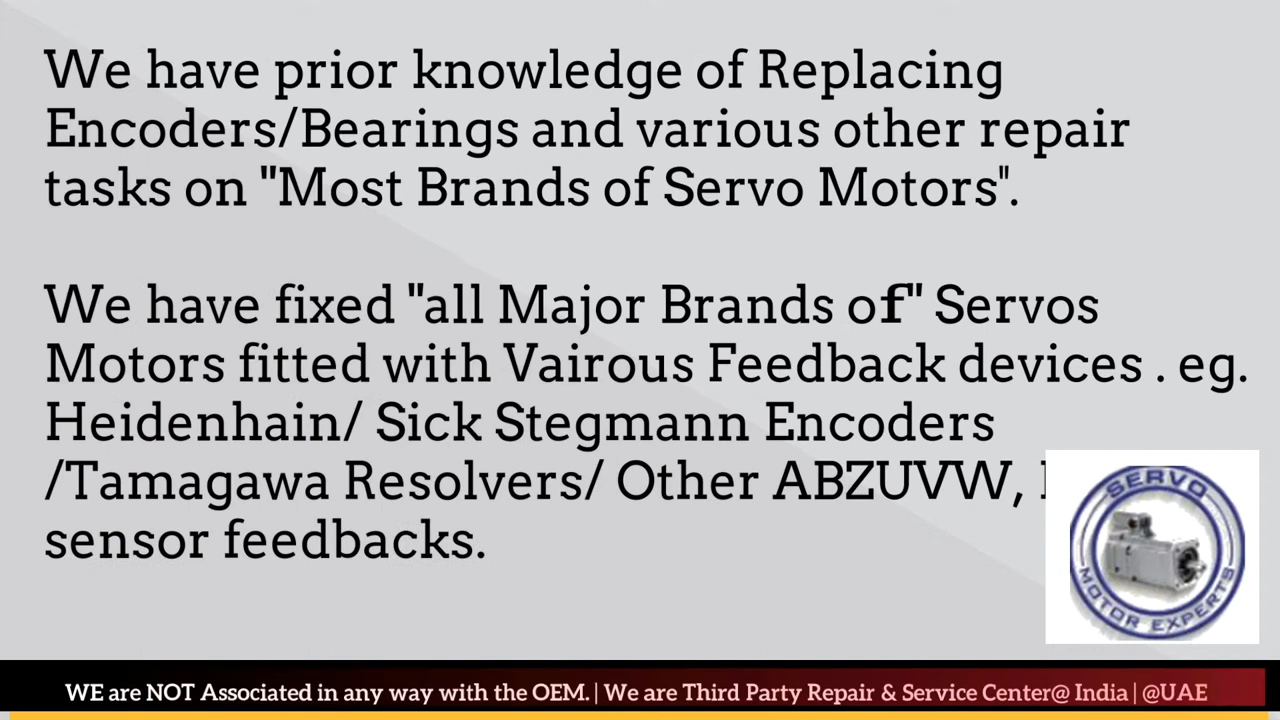 We have prior knowledge of Replacing
Encoders/Bearings and various other repair
tasks on "Most Brands of Servo Motors".
We have fixed "all Major Brands of" Servos
Motors fitted with Vairous Feedback devices . eg.
Heidenhain/ Sick Stegmann Encoders
/Tamagawa Resolvers/ Other ABZUVW,
sensor feedbacks.
SERVO
MOTOR EXPERTS
WE are NOT Associated in any way with the OEM. | We are Third Party Repair & Service Center@ India | @UAE